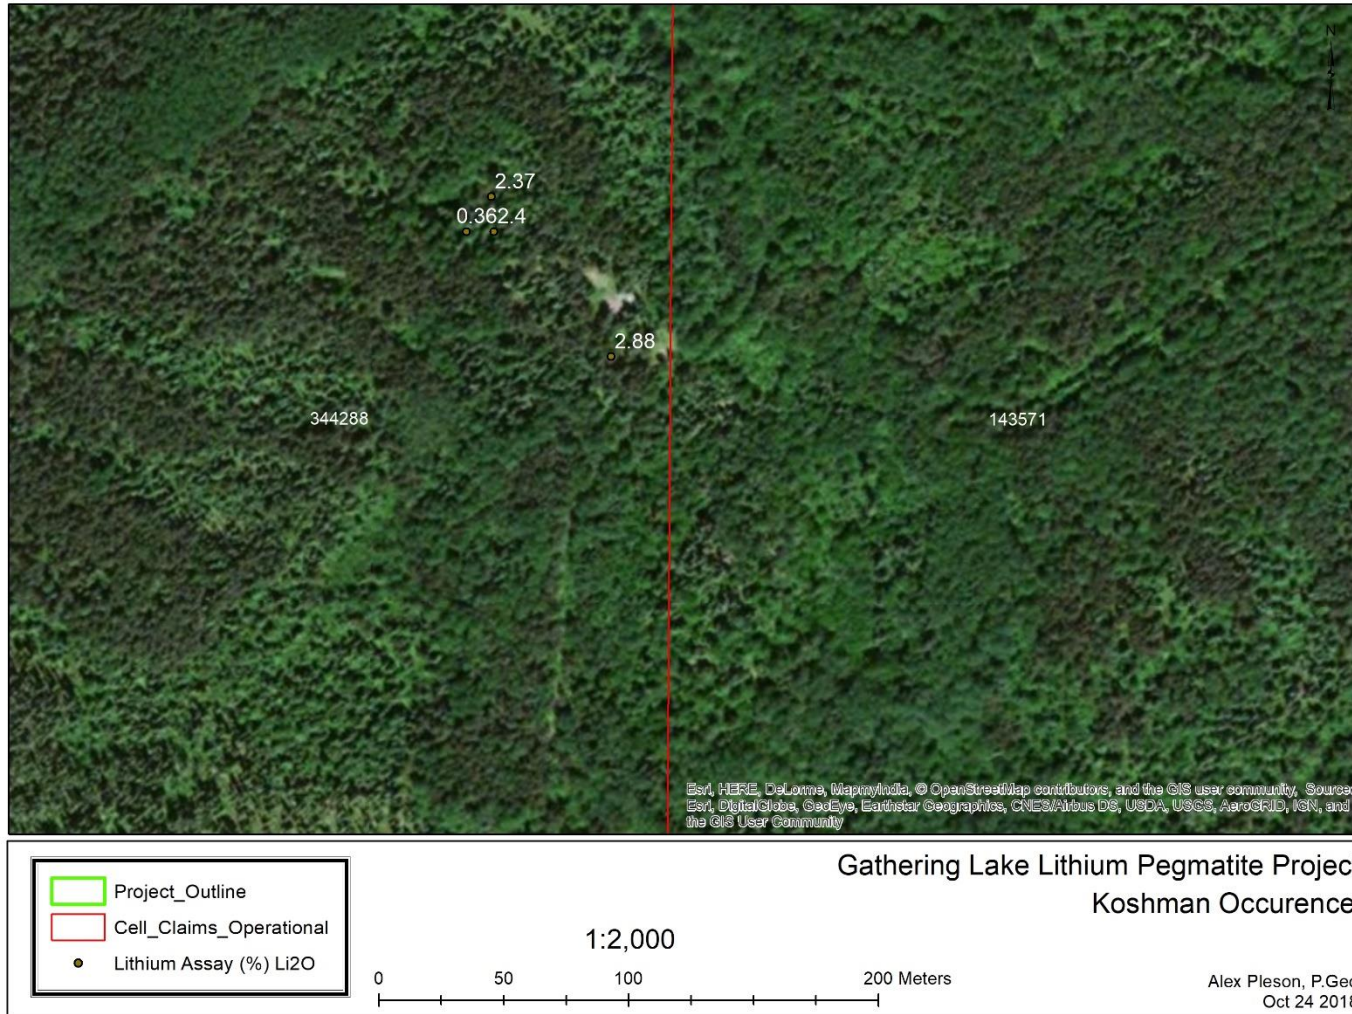 N
2.37
0.362.4
2.88
344288
143571
Esri, HERE, DeLorme, MapmyIndia, © OpenStreetMap contributors, and the GIS user community, Source:
Esri, DigitalGlobe, GeoEye, Earthstar Geographics, CNES/Airbus DS, USDA, USGS, AeroGRID, IGN, and
the GIS User Community
Gathering Lake Lithium Pegmatite Projec
Koshman Occurence
Project_Outline
Cell_Claims_Operational
Lithium Assay (%) Li2O
1:2,000
0 50 100 200 Meters
Alex Pleson, P.Geo
Oct 24 2018